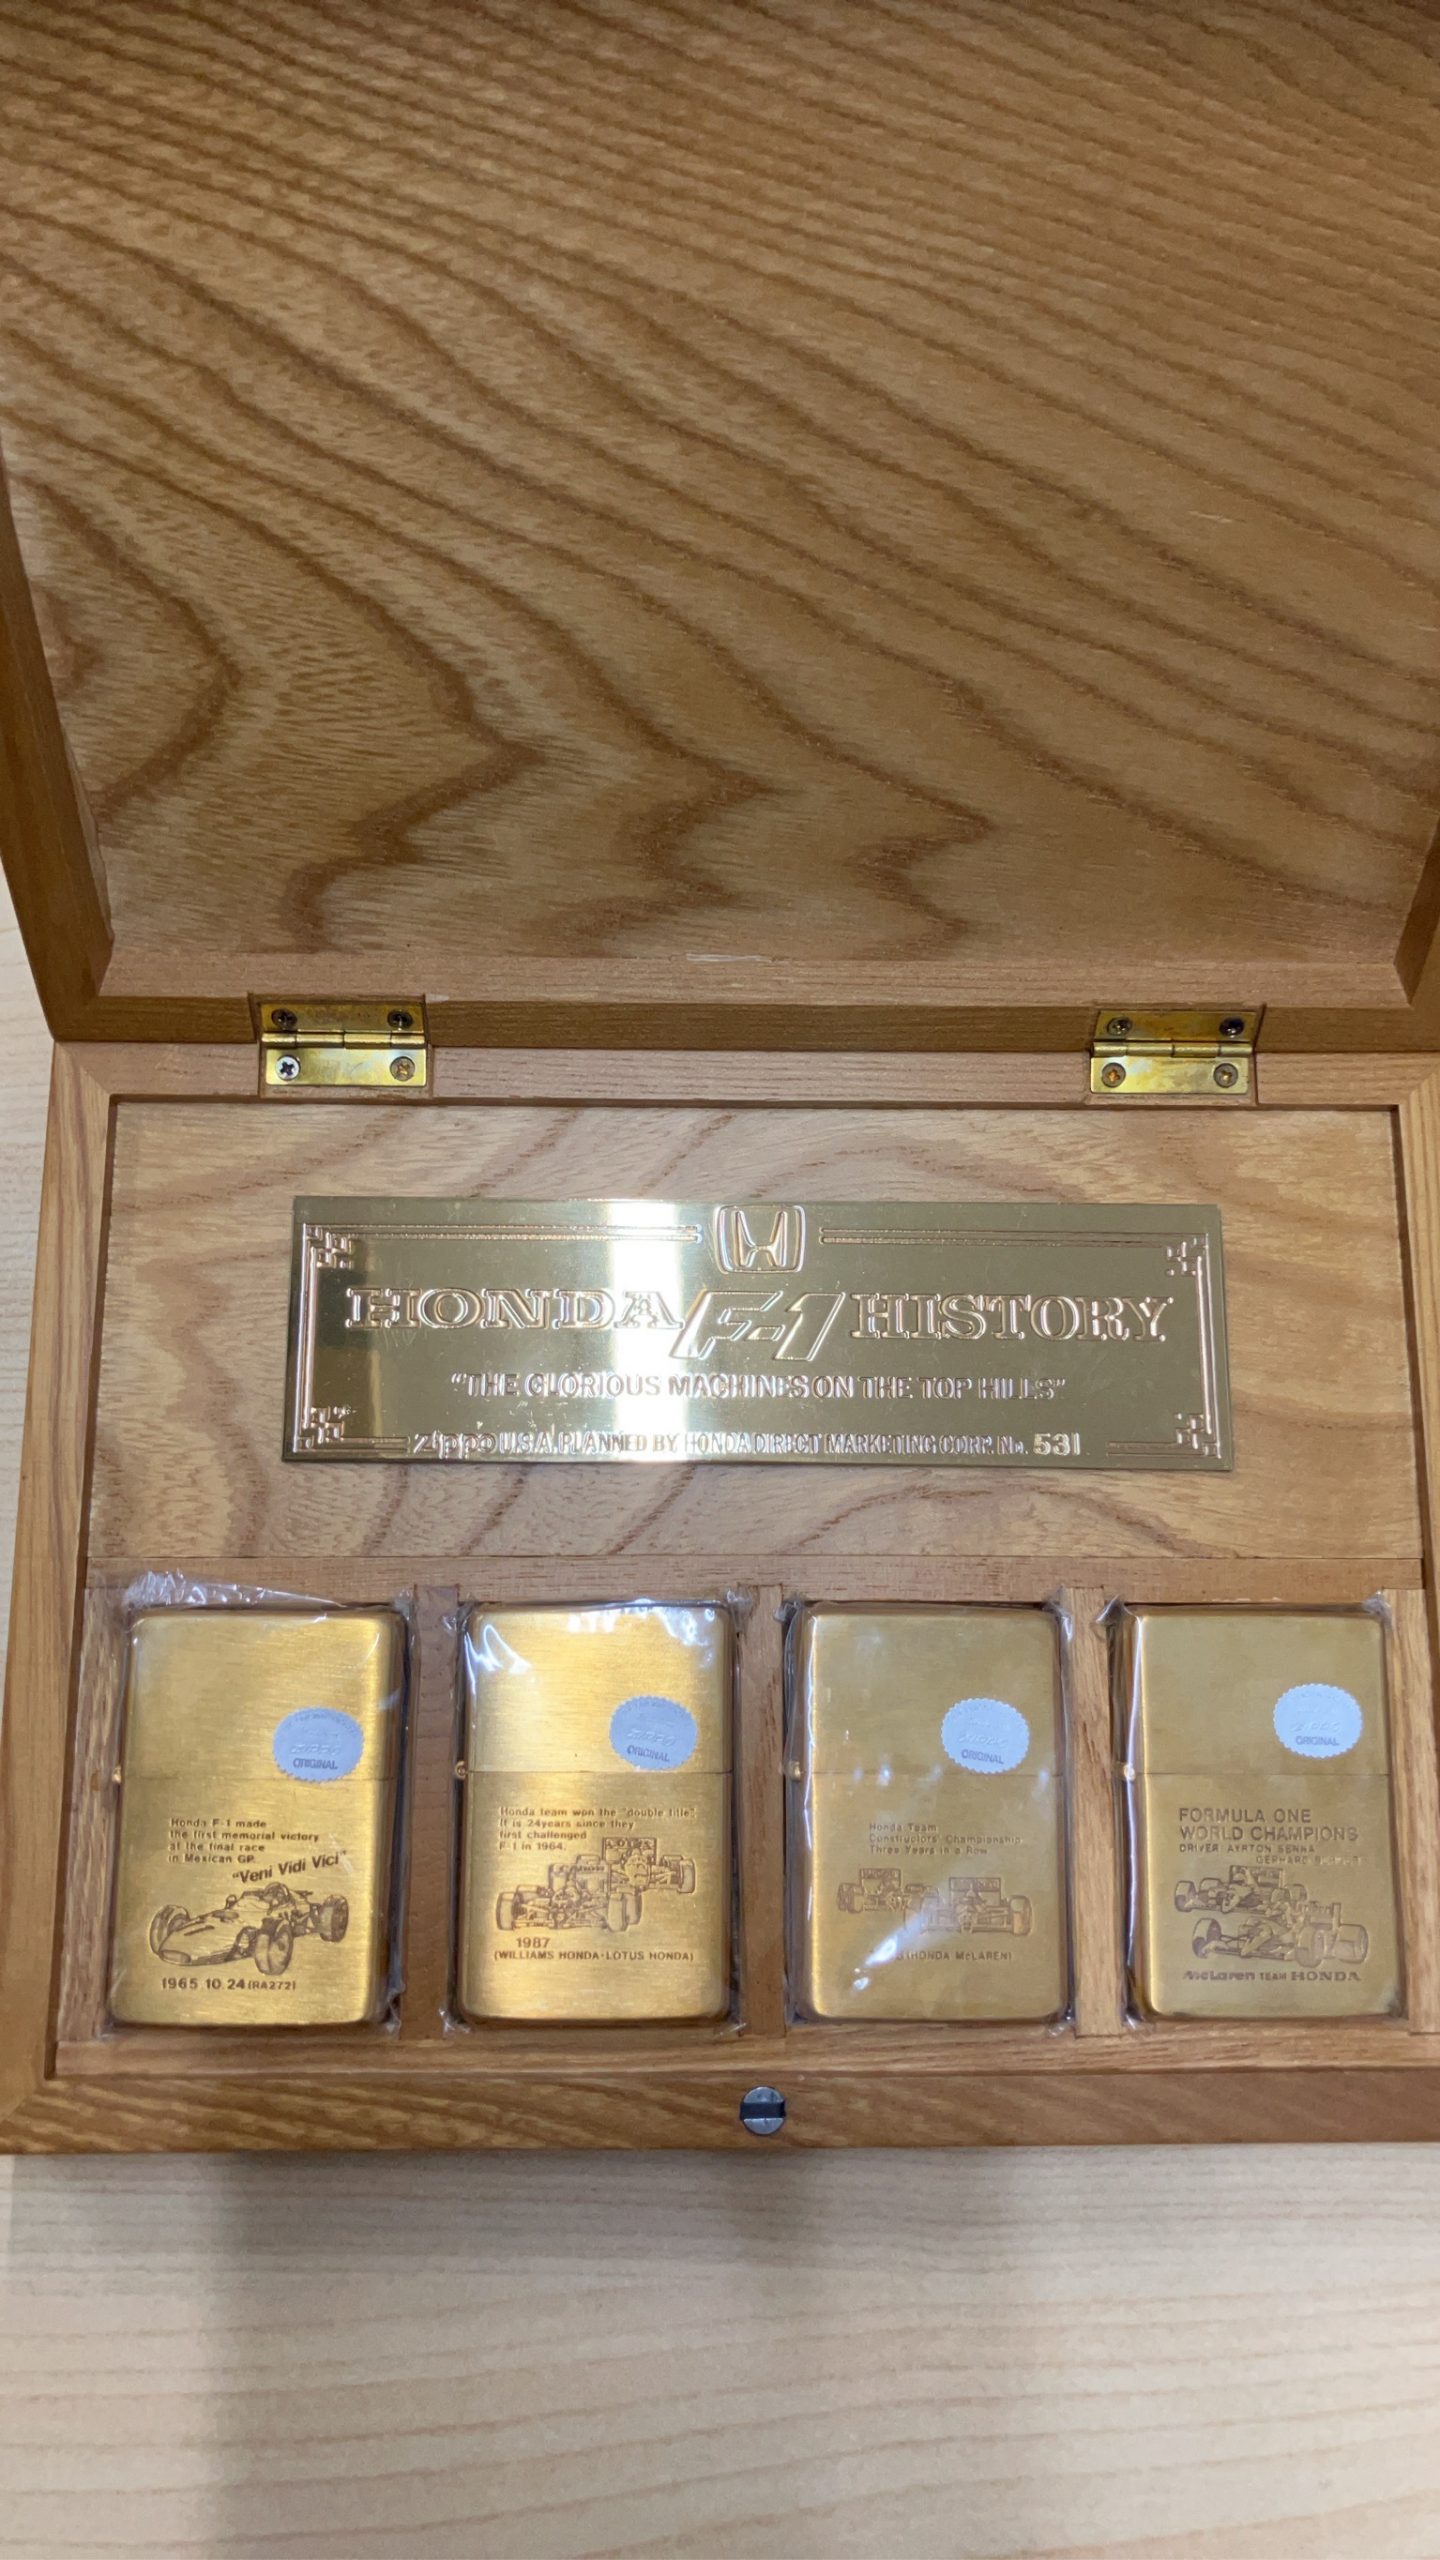 HONDA F-1 HISTORY
"THE GLORIOUS MACHINES ON THE TOP HILLS"
Zippo U.S.A. PLANNED BY HONDA DIRECT MARKETING CORP. No. 531
ORIGINAL
Honda F-1 made
the first memorial victory
at the final race
in Mexican GP.
"Veni Vidi Vici"
1965.10.24 (RA272)
ORIGINAL
Honda team won the "double title".
It is 24years since they
first challenged
F-1 in 1964.
1987
(WILLIAMS HONDA·LOTUS HONDA)
ORIGINAL
Honda Team
Constructors' Championship
Three Years in a Row
(HONDA McLAREN)
ORIGINAL
FORMULA ONE
WORLD CHAMPIONS
DRIVER AYRTON SENNA
GERHARD
McLaren TEAM HONDA